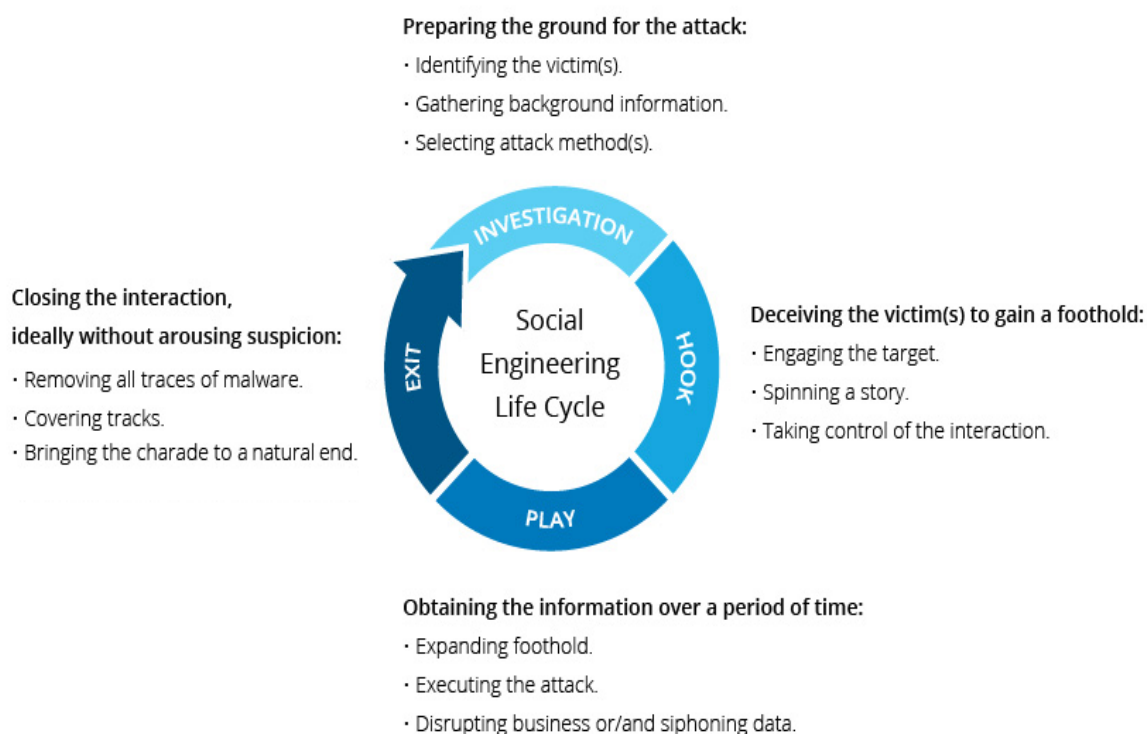 Preparing the ground for the attack:
· Identifying the victim(s).
· Gathering background information.
· Selecting attack method(s).
INVESTIGATION
Closing the interaction,
ideally without arousing suspicion:
· Removing all traces of malware.
· Covering tracks.
· Bringing the charade to a natural end.
EXIT
Social
Engineering
Life Cycle
HOOK
Deceiving the victim(s) to gain a foothold:
· Engaging the target.
· Spinning a story.
· Taking control of the interaction.
PLAY
Obtaining the information over a period of time:
· Expanding foothold.
· Executing the attack.
· Disrupting business or/and siphoning data.